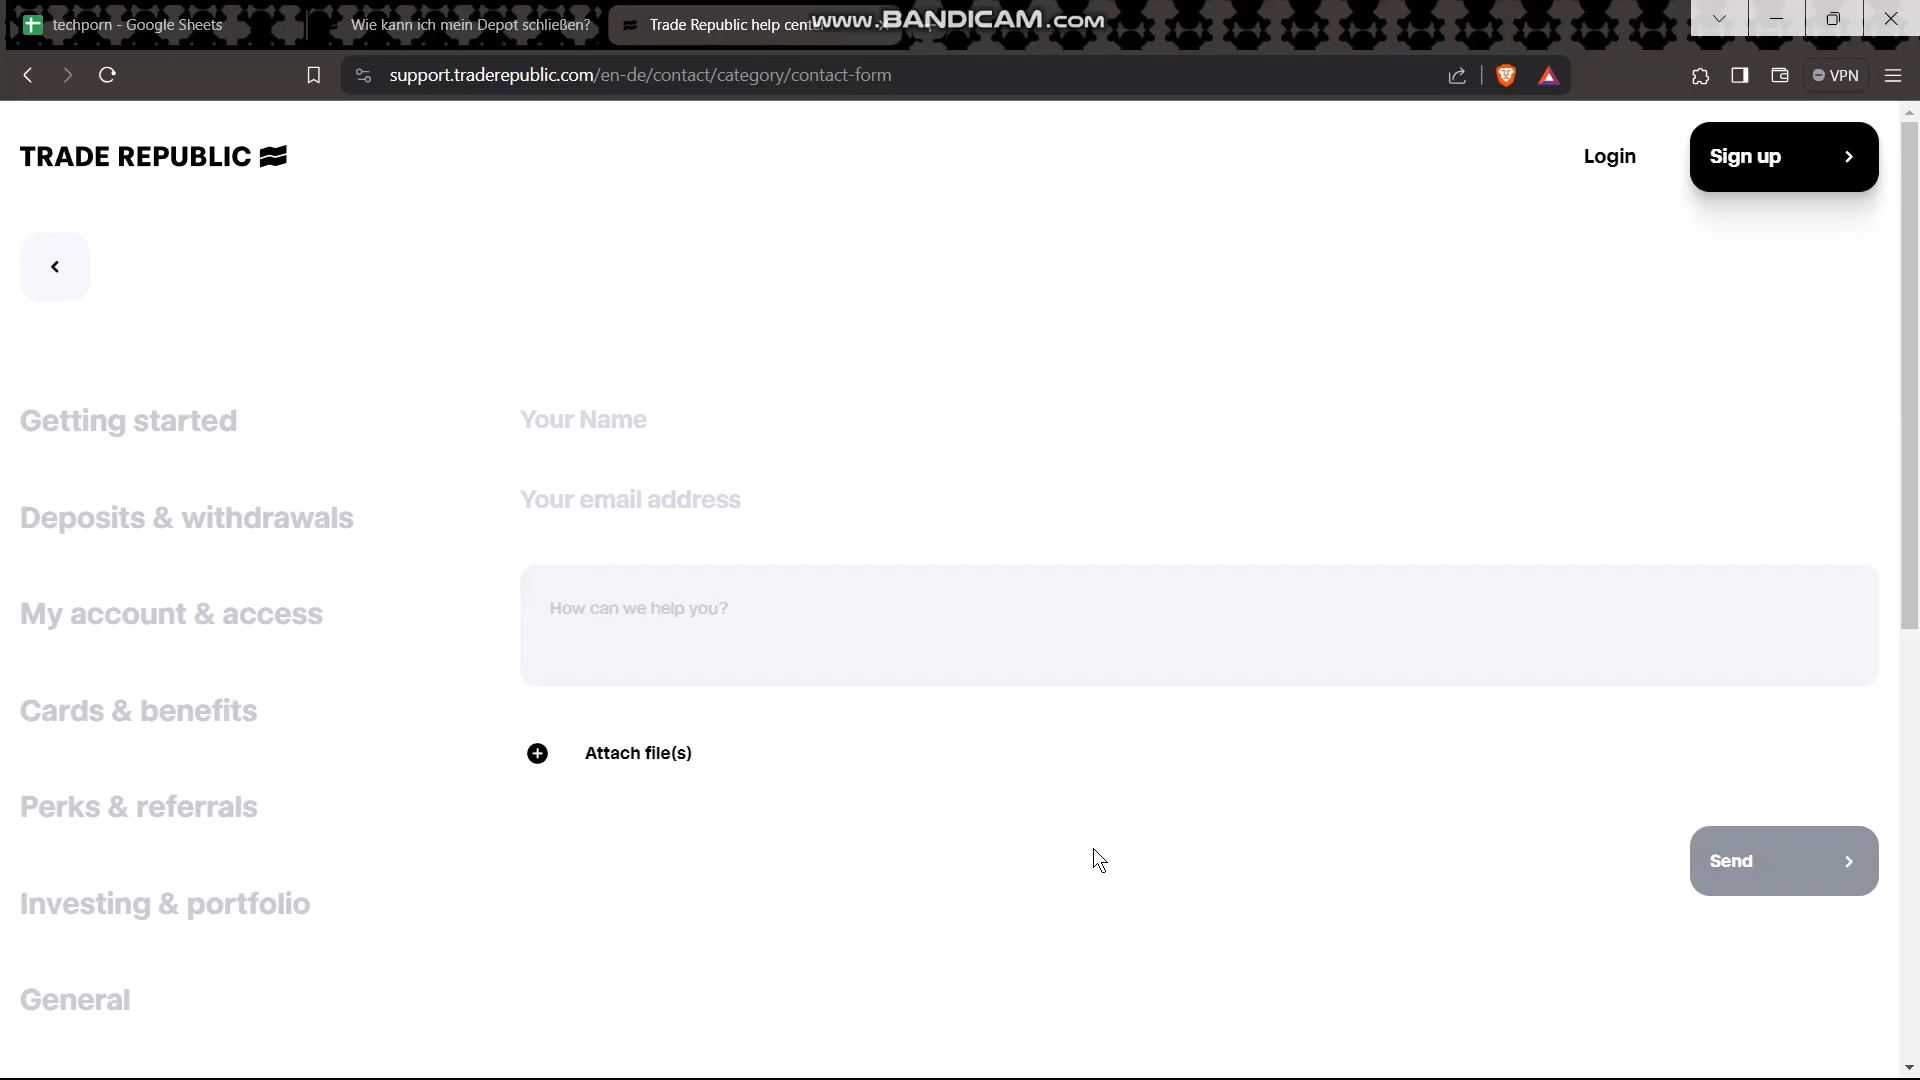 techporn - Google Sheets
Wie kann ich mein Depot schließen?
Trade Republic help cent
www.BANDICAM.com
support.traderepublic.com/en-de/contact/category/contact-form
VPN
TRADE REPUBLIC
Login
Sign up
Getting started
Deposits & withdrawals
My account & access
Cards & benefits
Perks & referrals
Investing & portfolio
General
Your Name
Your email address
How can we help you?
Attach file(s)
Send